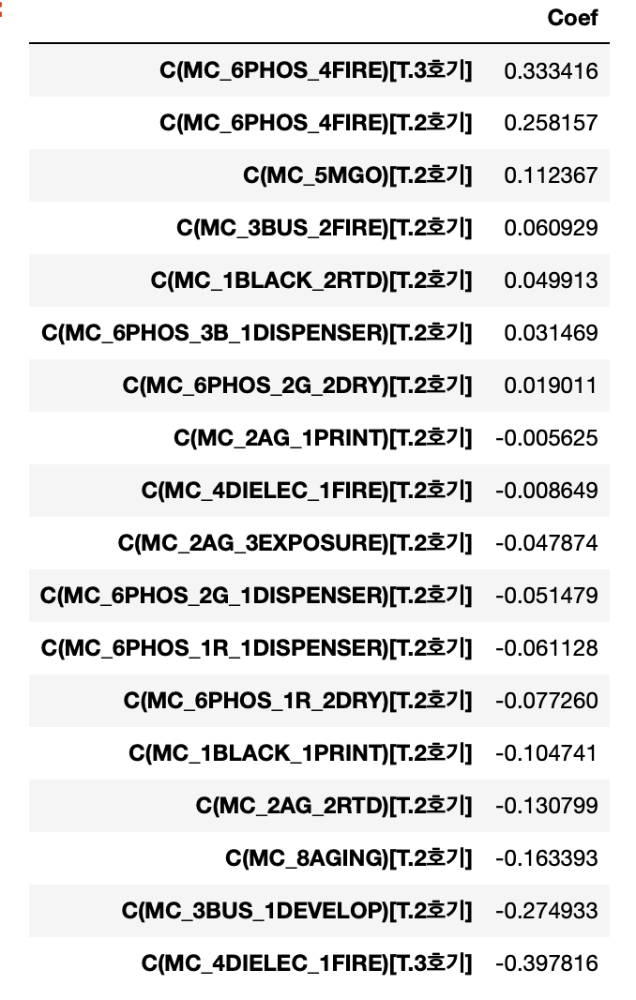 Coef
C(MC_6PHOS_4FIRE)[T.3호기] 0.333416
C(MC_6PHOS_4FIRE)[T.2호기] 0.258157
C(MC_5MGO)[T.2호기] 0.112367
C(MC_3BUS_2FIRE)[T.2호기] 0.060929
C(MC_1BLACK_2RTD)[T.2호기] 0.049913
C(MC_6PHOS_3B_1DISPENSER)[T.2호기] 0.031469
C(MC_6PHOS_2G_2DRY)[T.2호기] 0.019011
C(MC_2AG_1PRINT)[T.2호기] -0.005625
C(MC_4DIELEC_1FIRE)[T.2호기] -0.008649
C(MC_2AG_3EXPOSURE)[T.2호기] -0.047874
C(MC_6PHOS_2G_1DISPENSER)[T.2호기] -0.051479
C(MC_6PHOS_1R_1DISPENSER)[T.2호기] -0.061128
C(MC_6PHOS_1R_2DRY)[T.2호기] -0.077260
C(MC_1BLACK_1PRINT)[T.2호기] -0.104741
C(MC_2AG_2RTD)[T.2호기] -0.130799
C(MC_8AGING)[T.2호기] -0.163393
C(MC_3BUS_1DEVELOP)[T.2호기] -0.274933
C(MC_4DIELEC_1FIRE)[T.3호기] -0.397816